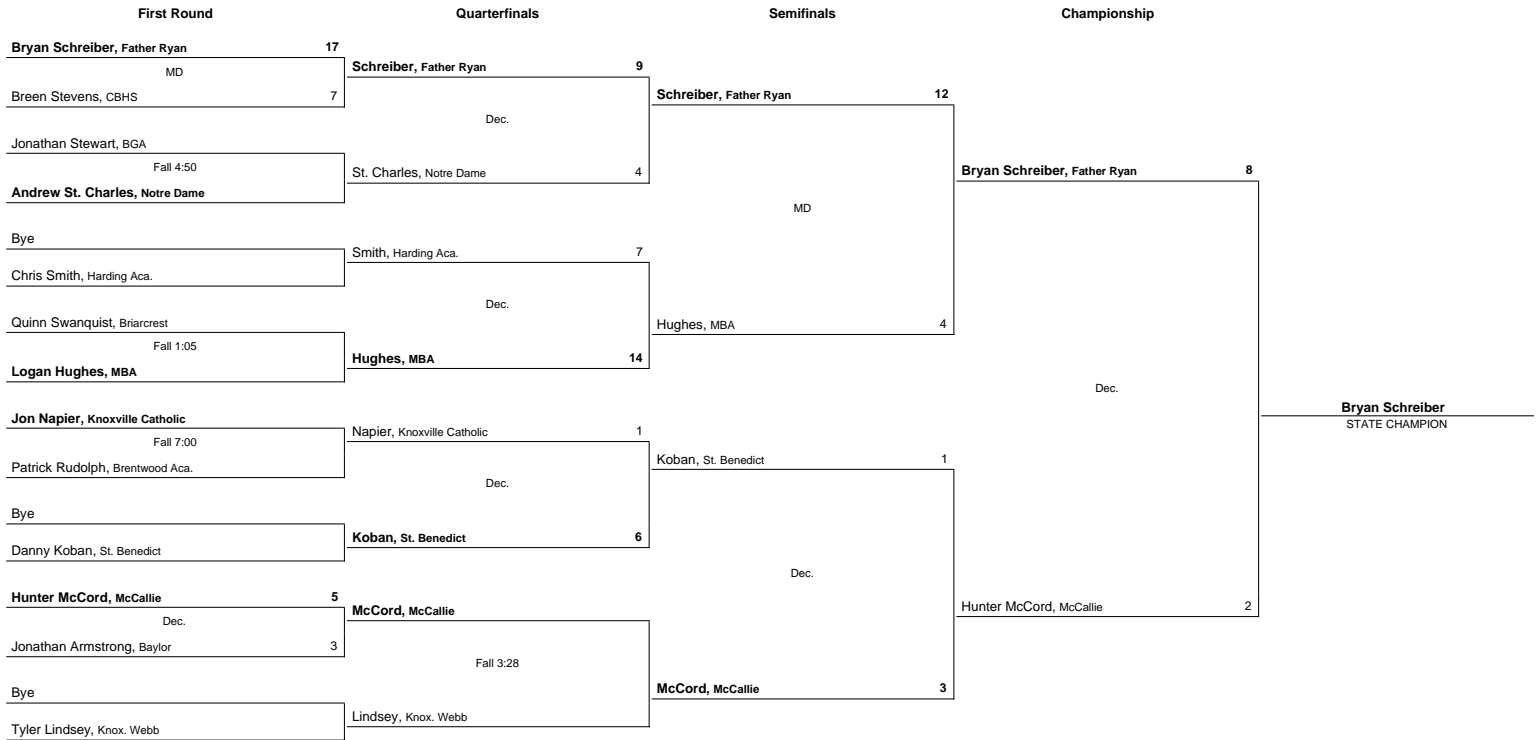 First Round
Quarterfinals
Semifinals
Championship
Bryan Schreiber, Father Ryan 17
MD
Breen Stevens, CBHS 7
Jonathan Stewart, BGA
Fall 4:50
Andrew St. Charles, Notre Dame
Bye
Chris Smith, Harding Aca.
Quinn Swanquist, Briarcrest
Fall 1:05
Logan Hughes, MBA
Jon Napier, Knoxville Catholic
Fall 7:00
Patrick Rudolph, Brentwood Aca.
Bye
Danny Koban, St. Benedict
Hunter McCord, McCallie 5
Dec.
Jonathan Armstrong, Baylor 3
Bye
Tyler Lindsey, Knox. Webb
Schreiber, Father Ryan 9
Dec.
St. Charles, Notre Dame 4
Smith, Harding Aca. 7
Dec.
Hughes, MBA 14
Napier, Knoxville Catholic 1
Dec.
Koban, St. Benedict 6
McCord, McCallie
Fall 3:28
Lindsey, Knox. Webb
Schreiber, Father Ryan 12
MD
Hughes, MBA 4
Koban, St. Benedict 1
Dec.
McCord, McCallie 3
Bryan Schreiber, Father Ryan 8
Dec.
Hunter McCord, McCallie 2
Bryan Schreiber
STATE CHAMPION